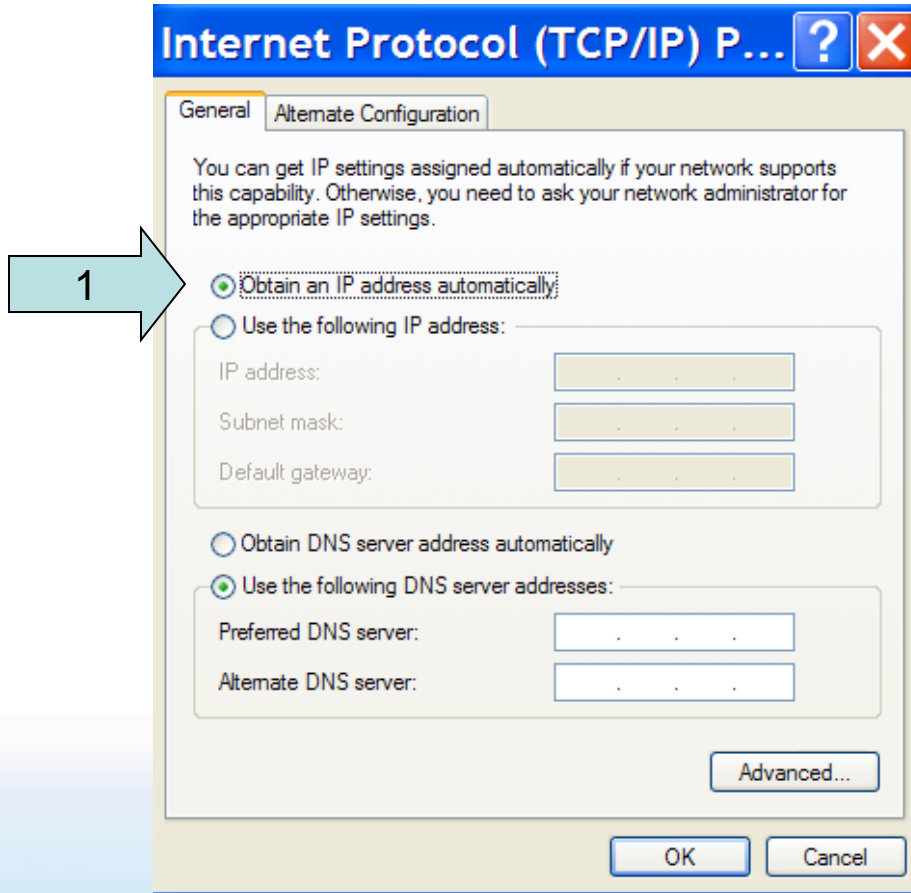 Internet Protocol (TCP/IP) P...
?
General
Alternate Configuration
You can get IP settings assigned automatically if your network supports
this capability. Otherwise, you need to ask your network administrator for
the appropriate IP settings.
1
Obtain an IP address automatically
Use the following IP address:
IP address:
. . .
Subnet mask:
. . .
Default gateway:
. . .
Obtain DNS server address automatically
Use the following DNS server addresses:
Preferred DNS server:
. . .
Alternate DNS server:
. . .
Advanced...
OK
Cancel